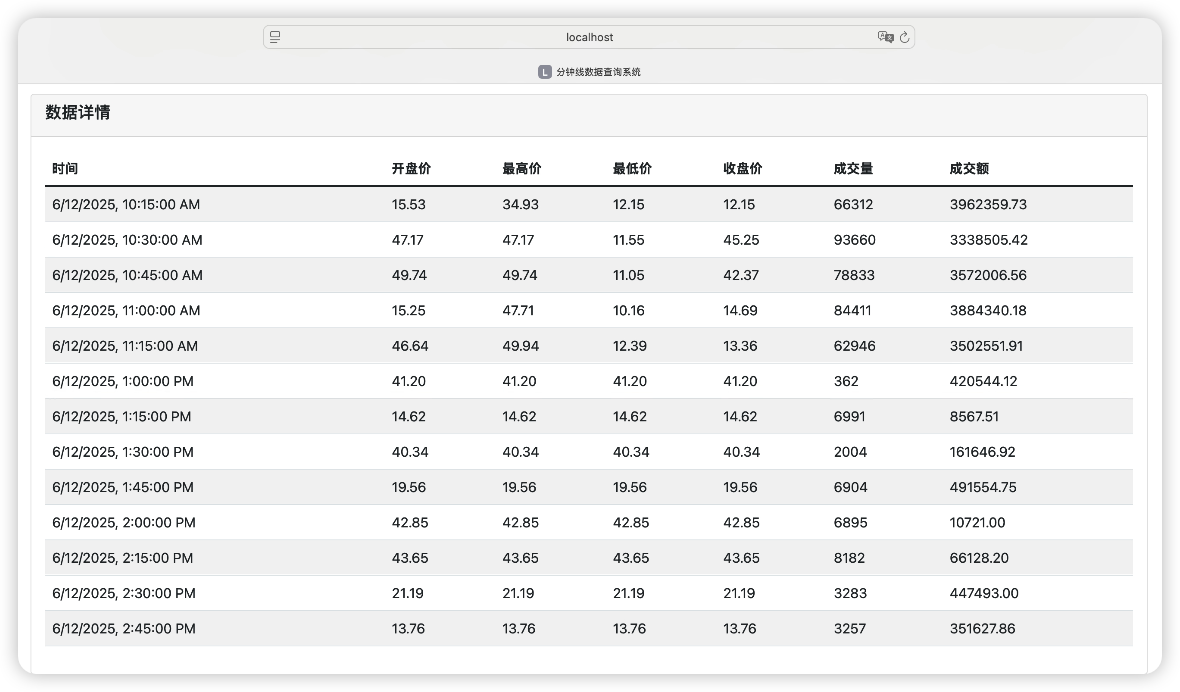 localhost
L 分钟线数据查询系统
数据详情
时间 开盘价 最高价 最低价 收盘价 成交量 成交额
6/12/2025, 10:15:00 AM 15.53 34.93 12.15 12.15 66312 3962359.73
6/12/2025, 10:30:00 AM 47.17 47.17 11.55 45.25 93660 3338505.42
6/12/2025, 10:45:00 AM 49.74 49.74 11.05 42.37 78833 3572006.56
6/12/2025, 11:00:00 AM 15.25 47.71 10.16 14.69 84411 3884340.18
6/12/2025, 11:15:00 AM 46.64 49.94 12.39 13.36 62946 3502551.91
6/12/2025, 1:00:00 PM 41.20 41.20 41.20 41.20 362 420544.12
6/12/2025, 1:15:00 PM 14.62 14.62 14.62 14.62 6991 8567.51
6/12/2025, 1:30:00 PM 40.34 40.34 40.34 40.34 2004 161646.92
6/12/2025, 1:45:00 PM 19.56 19.56 19.56 19.56 6904 491554.75
6/12/2025, 2:00:00 PM 42.85 42.85 42.85 42.85 6895 10721.00
6/12/2025, 2:15:00 PM 43.65 43.65 43.65 43.65 8182 66128.20
6/12/2025, 2:30:00 PM 21.19 21.19 21.19 21.19 3283 447493.00
6/12/2025, 2:45:00 PM 13.76 13.76 13.76 13.76 3257 351627.86